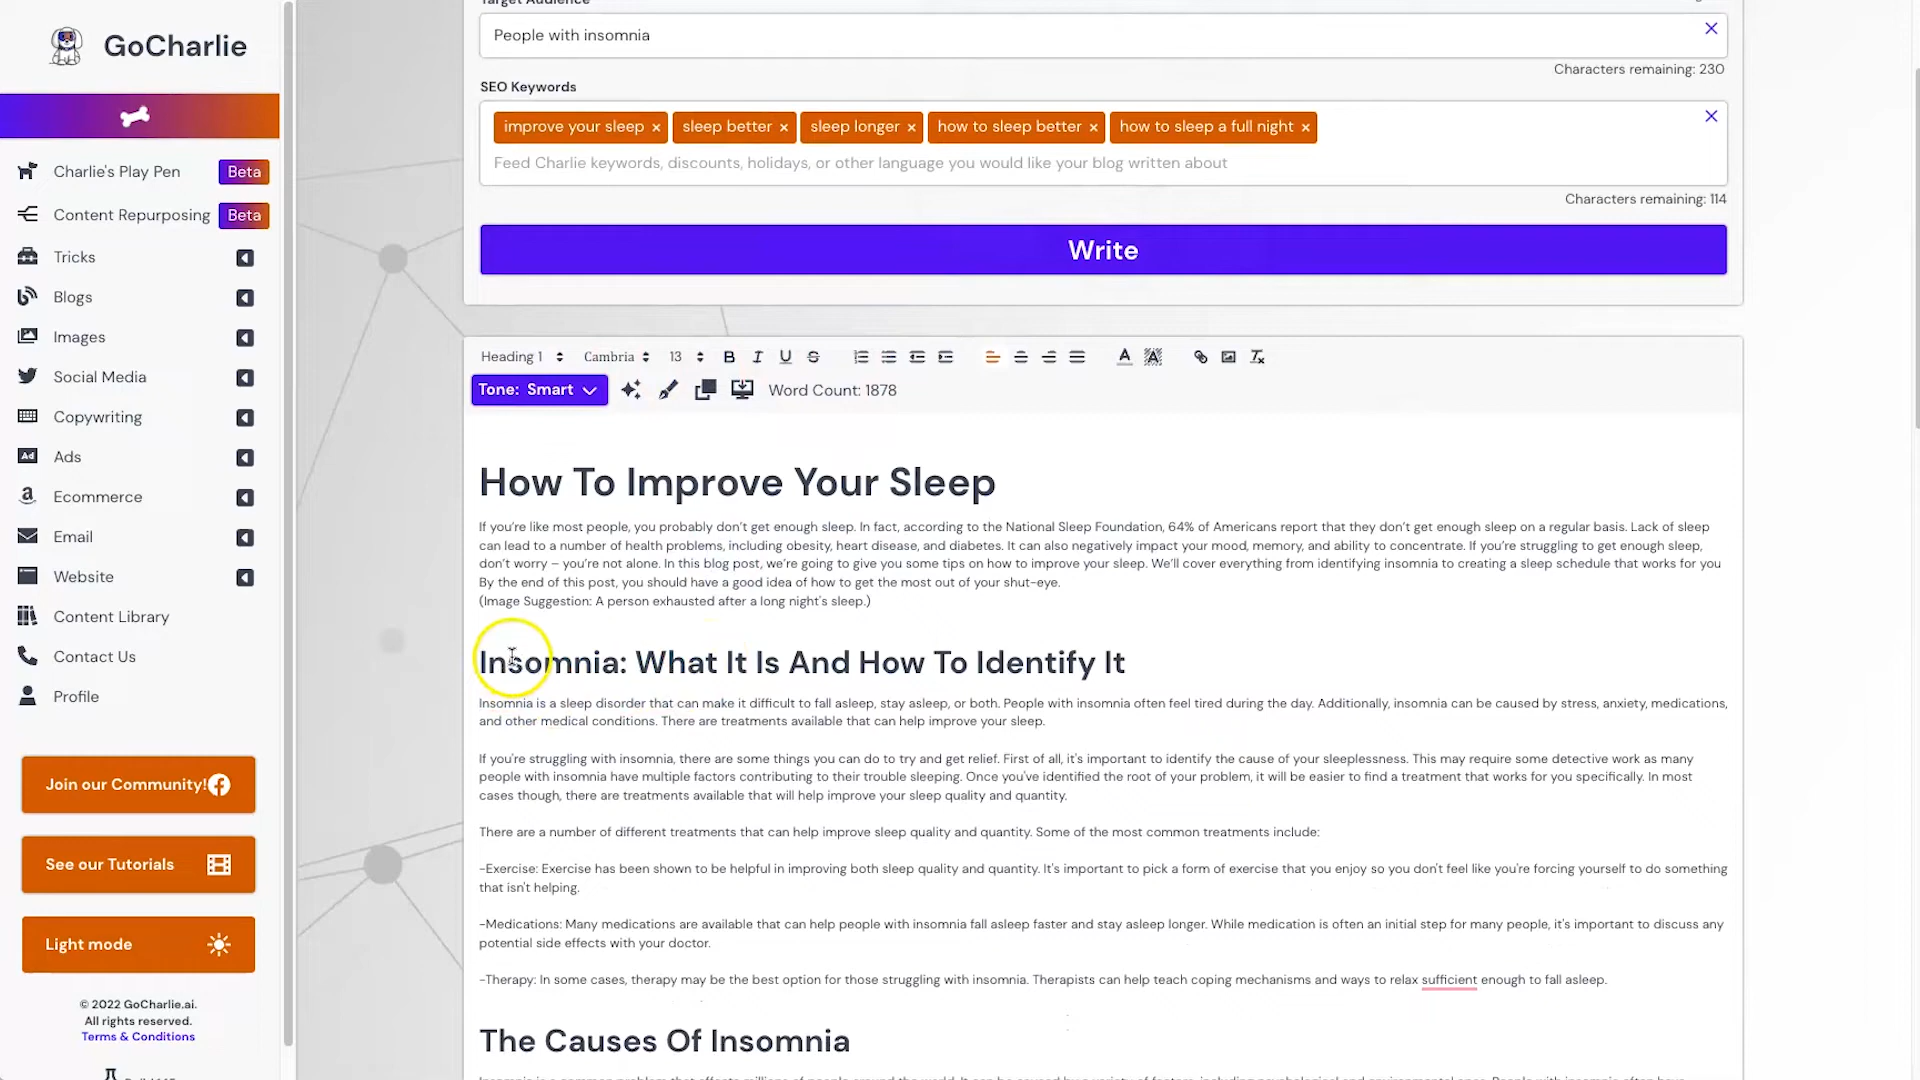 GoCharlie
Charlie's Play Pen Beta
Content Repurposing Beta
Tricks
Blogs
Images
Social Media
Copywriting
Ad Ads
Ecommerce
Email
Website
Content Library
Contact Us
Profile
Join our Community!
See our Tutorials
Light mode
© 2022 GoCharlie.ai.
All rights reserved.
Terms & Conditions
Target Audience
People with insomnia
Characters remaining: 230
SEO Keywords
improve your sleep × sleep better × sleep longer × how to sleep better × how to sleep a full night ×
Feed Charlie keywords, discounts, holidays, or other language you would like your blog written about
Characters remaining: 114
Write
Heading 1 Cambria 13 B I U S
Tone: Smart Word Count: 1878
How To Improve Your Sleep
If you're like most people, you probably don't get enough sleep. In fact, according to the National Sleep Foundation, 64% of Americans report that they don't get enough sleep on a regular basis. Lack of sleep
can lead to a number of health problems, including obesity, heart disease, and diabetes. It can also negatively impact your mood, memory, and ability to concentrate. If you're struggling to get enough sleep,
don't worry – you're not alone. In this blog post, we're going to give you some tips on how to improve your sleep. We'll cover everything from identifying insomnia to creating a sleep schedule that works for you
By the end of this post, you should have a good idea of how to get the most out of your shut-eye.
(Image Suggestion: A person exhausted after a long night's sleep.)
Insomnia: What It Is And How To Identify It
Insomnia is a sleep disorder that can make it difficult to fall asleep, stay asleep, or both. People with insomnia often feel tired during the day. Additionally, insomnia can be caused by stress, anxiety, medications,
and other medical conditions. There are treatments available that can help improve your sleep.
If you're struggling with insomnia, there are some things you can do to try and get relief. First of all, it's important to identify the cause of your sleeplessness. This may require some detective work as many
people with insomnia have multiple factors contributing to their trouble sleeping. Once you've identified the root of your problem, it will be easier to find a treatment that works for you specifically. In most
cases though, there are treatments available that will help improve your sleep quality and quantity.
There are a number of different treatments that can help improve sleep quality and quantity. Some of the most common treatments include:
-Exercise: Exercise has been shown to be helpful in improving both sleep quality and quantity. It's important to pick a form of exercise that you enjoy so you don't feel like you're forcing yourself to do something
that isn't helping.
-Medications: Many medications are available that can help people with insomnia fall asleep faster and stay asleep longer. While medication is often an initial step for many people, it's important to discuss any
potential side effects with your doctor.
-Therapy: In some cases, therapy may be the best option for those struggling with insomnia. Therapists can help teach coping mechanisms and ways to relax sufficient enough to fall asleep.
The Causes Of Insomnia